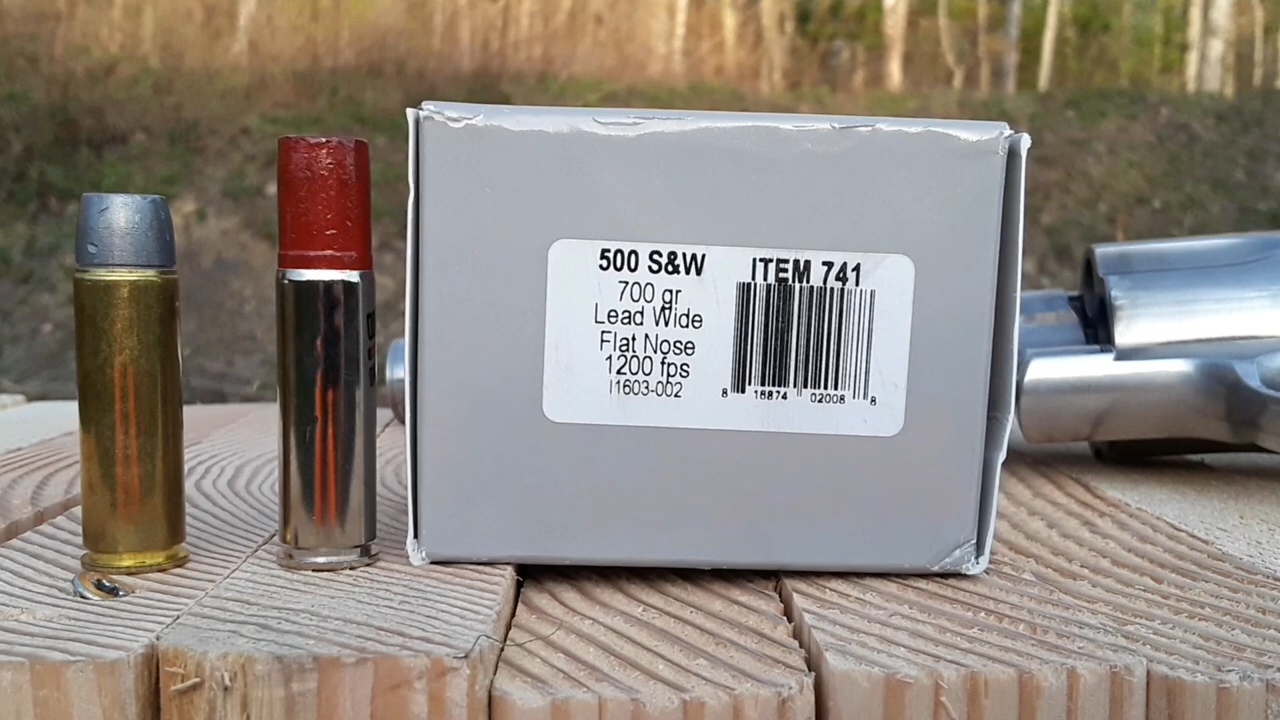 500 S&W
700 gr
Lead Wide
Flat Nose
1200 fps
I1603-002
ITEM 741
8 18874 02008 8